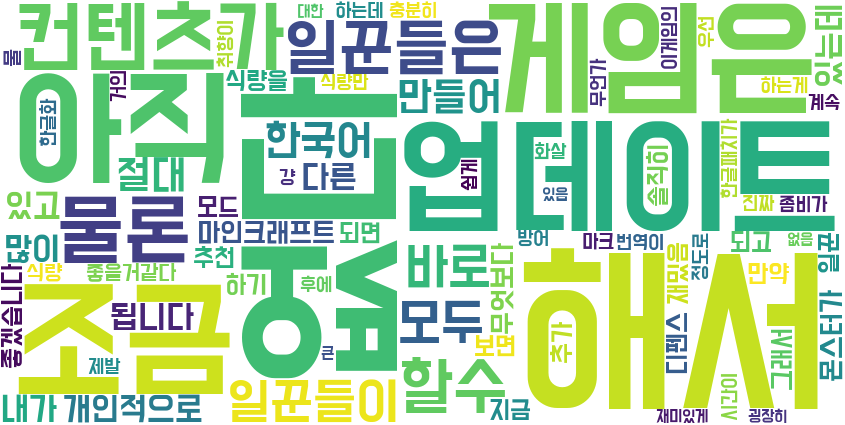 물
컨텐츠가
취향이
대한
하는데
충분히
게임은
이게임의
우선
있는데
일꾼들은
무언가
하는게
계속
아직
한글화
거인
식량을
식량만
만들어
절대
한국어
걍
다른
업데이트
쉽게
화살
있음
솔직히
한글패치가
진짜
좀비가
있고
물론
모드
마인크래프트
되면
많이
추천
좋겠습니다
식량
좋을거같다
하기
후에
바로
무엇보다
방어
마크
번역이
재밌음
정도로
되고
없음
만약
일꾼
조금
됩니다
제발
큰
모두
보면
해서
추가
디펜스
그래서
몬스터가
내가
개인적으로
일꾼들이
할수
지금
재미있게
시간이
굉장히